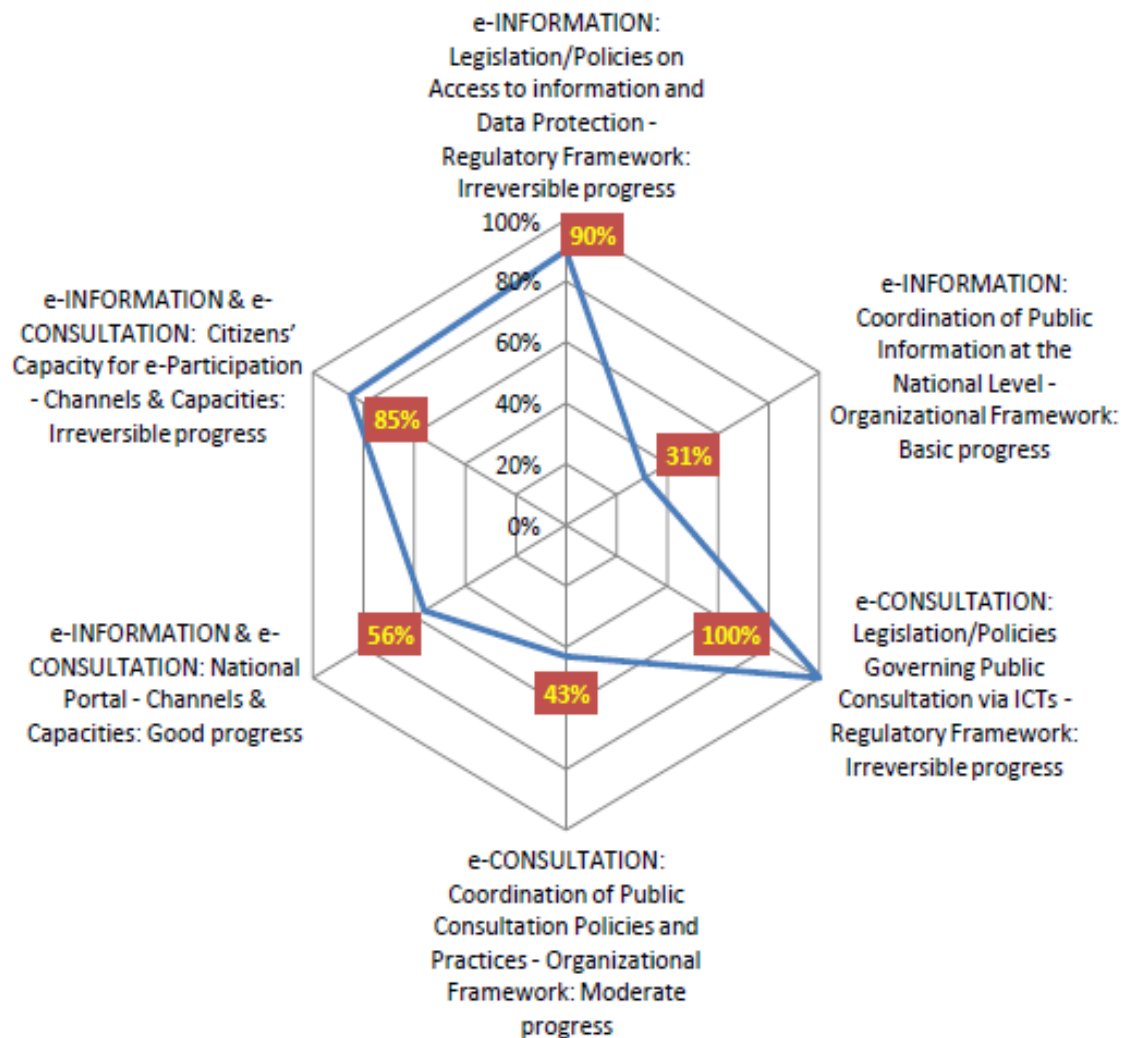 e-INFORMATION:
Legislation/Policies on
Access to information and
Data Protection -
Regulatory Framework:
Irreversible progress
100%
90%
80%
60%
40%
20%
0%
e-INFORMATION:
Coordination of Public
Information at the
National Level -
Organizational Framework:
Basic progress
31%
e-CONSULTATION:
Legislation/Policies
Governing Public
Consultation via ICTs -
Regulatory Framework:
Irreversible progress
100%
43%
e-CONSULTATION:
Coordination of Public
Consultation Policies and
Practices - Organizational
Framework: Moderate
progress
56%
e-INFORMATION & e-
CONSULTATION: National
Portal - Channels &
Capacities: Good progress
85%
e-INFORMATION & e-
CONSULTATION: Citizens’
Capacity for e-Participation
- Channels & Capacities:
Irreversible progress